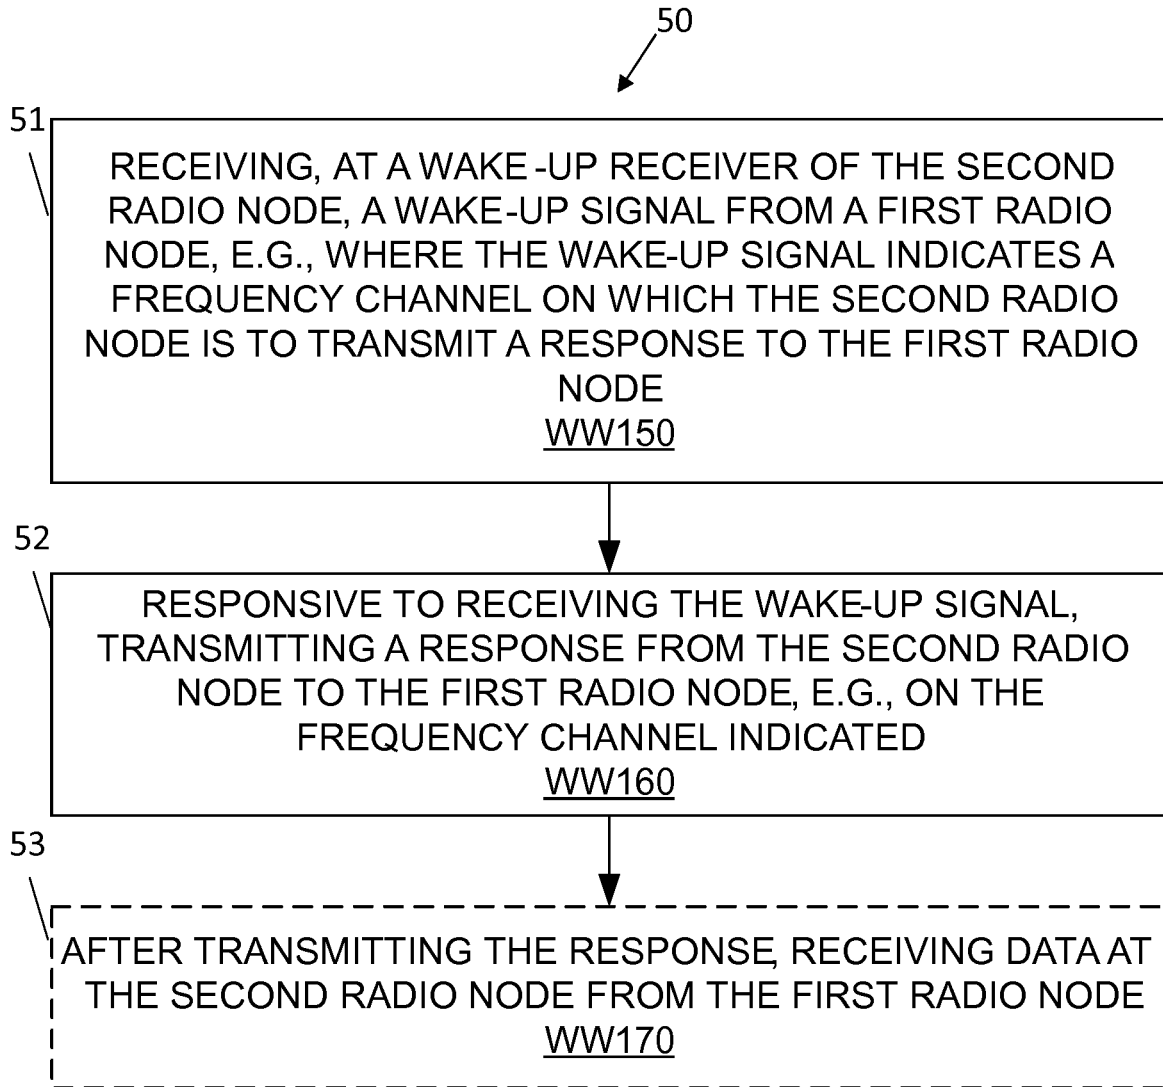 50
51
RECEIVING, AT A WAKE-UP RECEIVER OF THE SECOND
RADIO NODE, A WAKE-UP SIGNAL FROM A FIRST RADIO
NODE, E.G., WHERE THE WAKE-UP SIGNAL INDICATES A
FREQUENCY CHANNEL ON WHICH THE SECOND RADIO
NODE IS TO TRANSMIT A RESPONSE TO THE FIRST RADIO
NODE
WW150
52
RESPONSIVE TO RECEIVING THE WAKE-UP SIGNAL,
TRANSMITTING A RESPONSE FROM THE SECOND RADIO
NODE TO THE FIRST RADIO NODE, E.G., ON THE
FREQUENCY CHANNEL INDICATED
WW160
53
AFTER TRANSMITTING THE RESPONSE, RECEIVING DATA AT
THE SECOND RADIO NODE FROM THE FIRST RADIO NODE
WW170